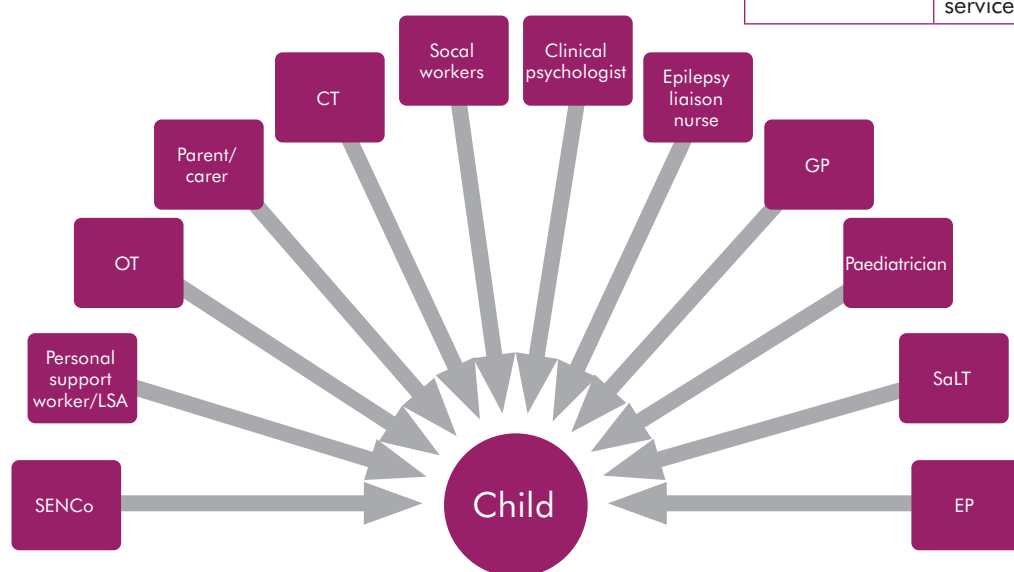 service
Socal
workers
Clinical
psychologist
Epilepsy
liaison
nurse
CT
GP
Parent/
carer
OT
Paediatrician
Personal
support
worker/LSA
SaLT
SENCo
Child
EP